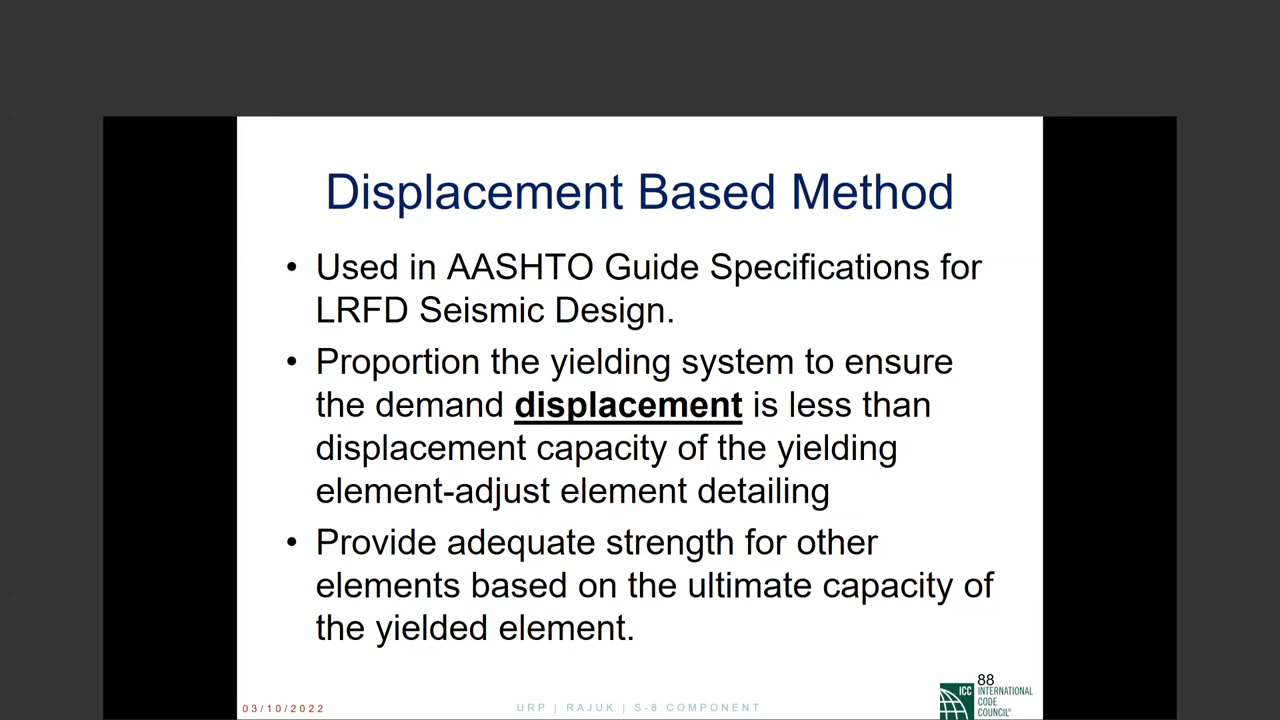 Displacement Based Method
• Used in AASHTO Guide Specifications for
LRFD Seismic Design.
• Proportion the yielding system to ensure
the demand displacement is less than
displacement capacity of the yielding
element-adjust element detailing
• Provide adequate strength for other
elements based on the ultimate capacity of
the yielded element.
88
03/10/2022
URP | RAJUK | S-8 COMPONENT
ICC INTERNATIONAL
CODE
COUNCIL®